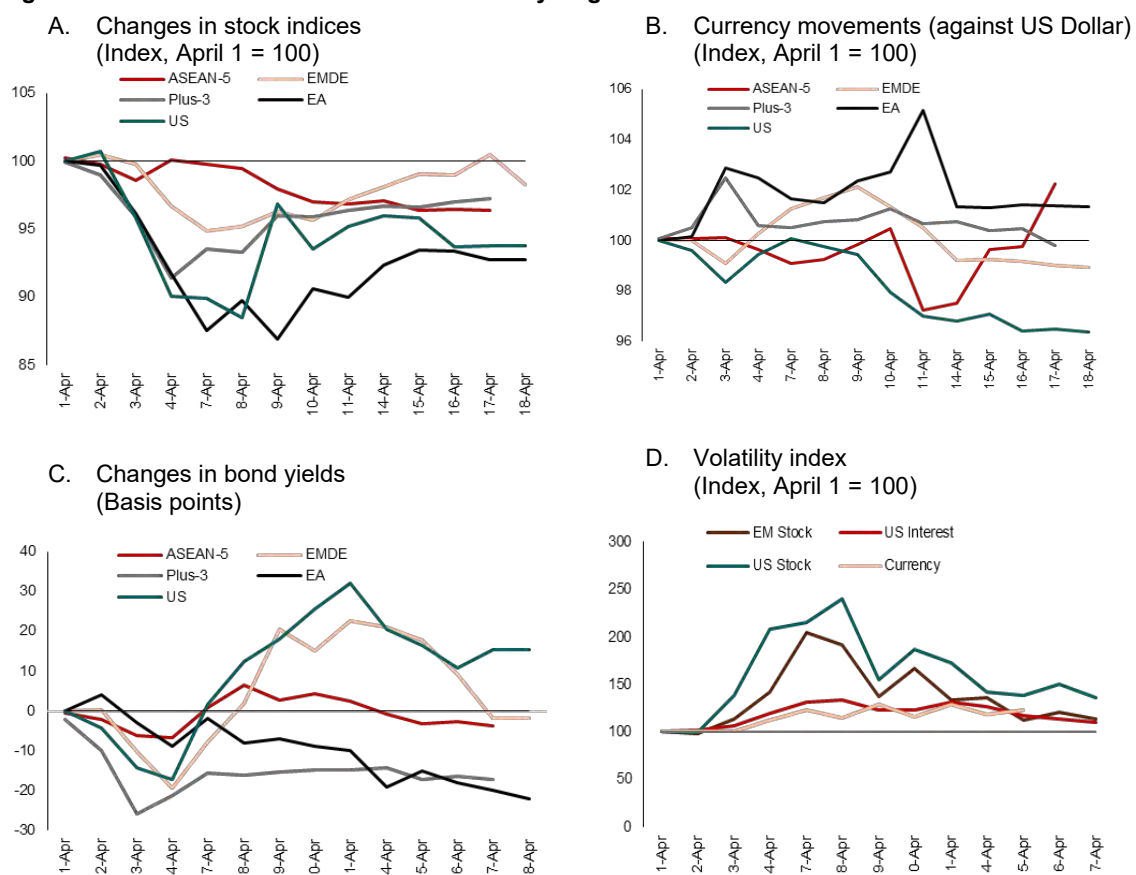 A. Changes in stock indices
(Index, April 1 = 100)
ASEAN-5 EMDE
Plus-3 EA
US
105
100
95
90
85
1-Apr 2-Apr 3-Apr 4-Apr 7-Apr 8-Apr 9-Apr 10-Apr 11-Apr 14-Apr 15-Apr 16-Apr 17-Apr 18-Apr
B. Currency movements (against US Dollar)
(Index, April 1 = 100)
ASEAN-5 EMDE
Plus-3 EA
US
106
104
102
100
98
96
1-Apr 2-Apr 3-Apr 4-Apr 7-Apr 8-Apr 9-Apr 10-Apr 11-Apr 14-Apr 15-Apr 16-Apr 17-Apr 18-Apr
C. Changes in bond yields
(Basis points)
ASEAN-5 EMDE
Plus-3 EA
US
40
30
20
10
0
-10
-20
-30
1-Apr 2-Apr 3-Apr 4-Apr 7-Apr 8-Apr 9-Apr 0-Apr 1-Apr 4-Apr 5-Apr 6-Apr 7-Apr 8-Apr
D. Volatility index
(Index, April 1 = 100)
EM Stock US Interest
US Stock Currency
300
250
200
150
100
50
0
1-Apr 2-Apr 3-Apr 4-Apr 7-Apr 8-Apr 9-Apr 0-Apr 1-Apr 4-Apr 5-Apr 6-Apr 7-Apr